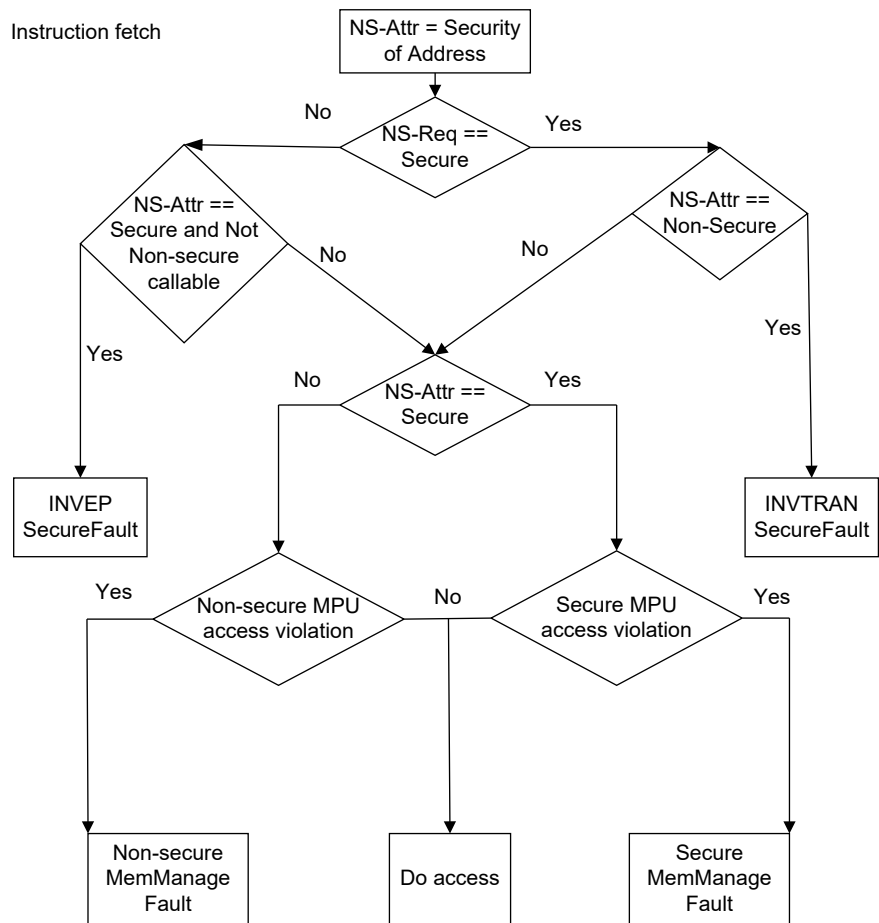 Instruction fetch
NS-Attr = Security
of Address
No
Yes
NS-Req ==
Secure
NS-Attr ==
Secure and Not
Non-secure
callable
NS-Attr ==
Non-Secure
No
No
Yes
Yes
No
Yes
NS-Attr ==
Secure
INVEP
SecureFault
INVTRAN
SecureFault
Yes
No
Yes
Non-secure MPU
access violation
Secure MPU
access violation
Non-secure
MemManage
Fault
Do access
Secure
MemManage
Fault